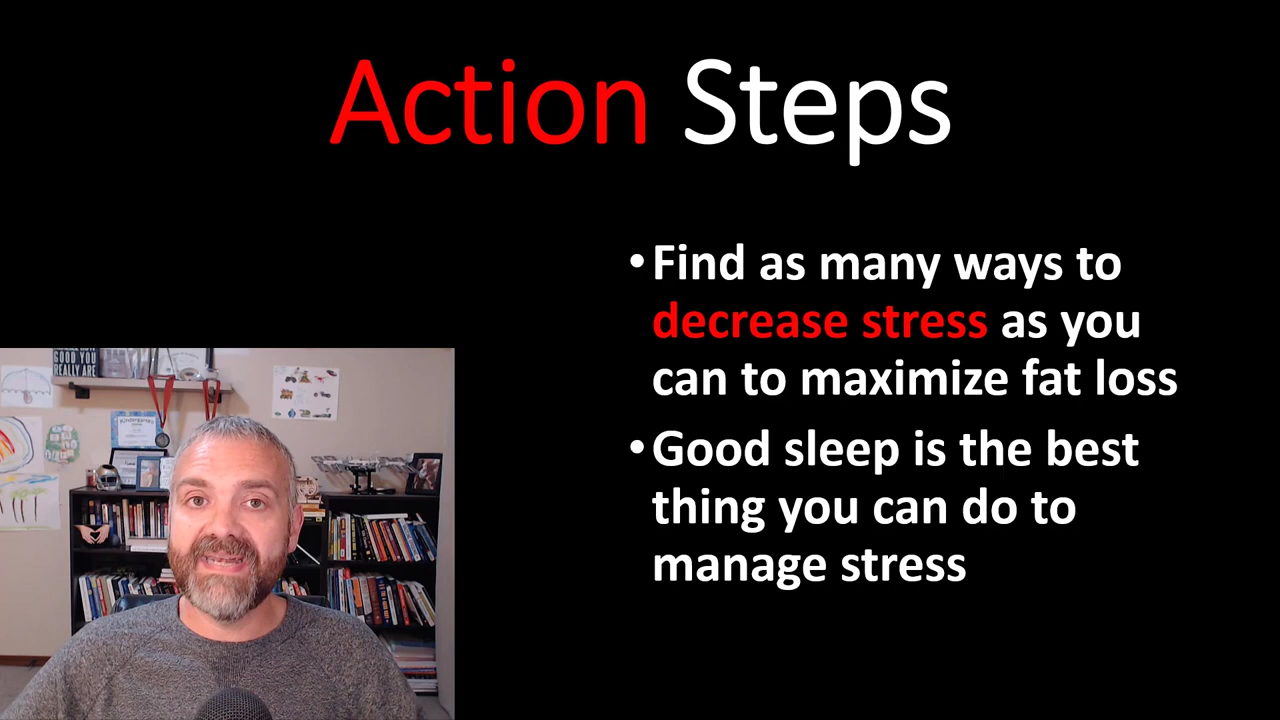 Action Steps
•Find as many ways to
decrease stress as you
can to maximize fat loss
•Good sleep is the best
thing you can do to
manage stress
GOOD YOU
REALLY ARE